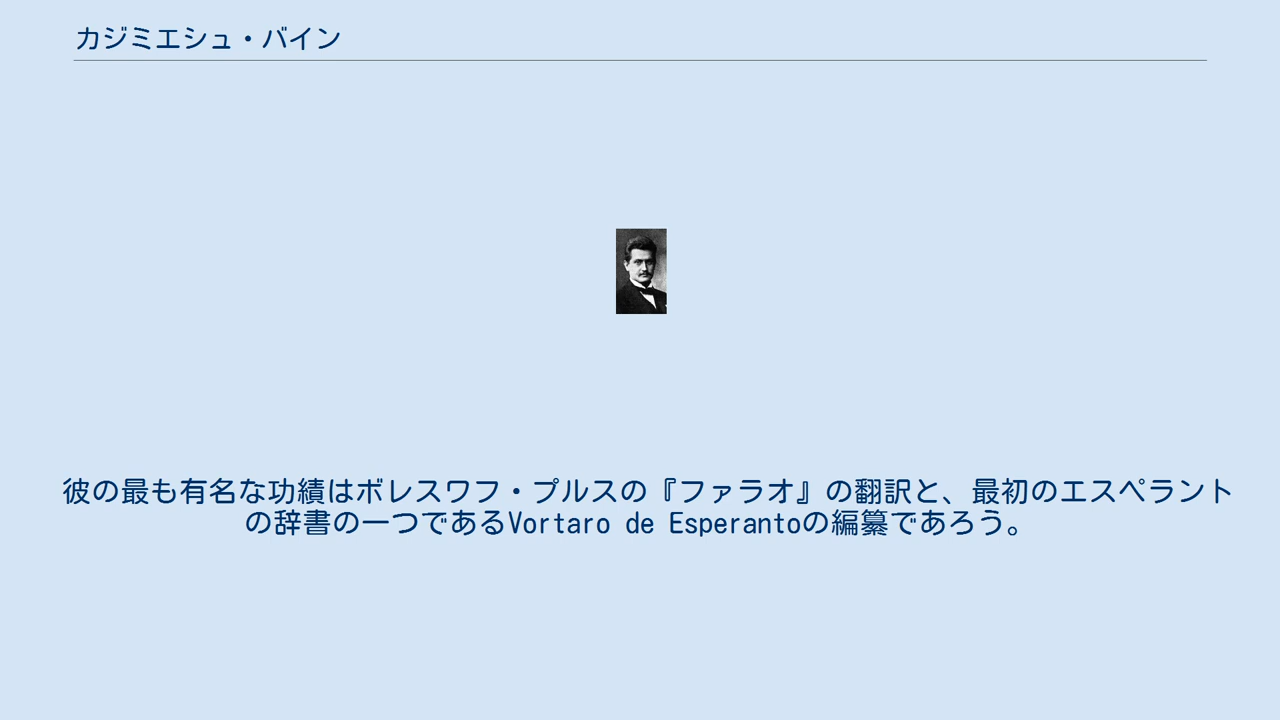 カジミエシュ・バイン
彼の最も有名な功績はボレスワフ・プルスの『ファラオ』の翻訳と、最初のエスペラント
の辞書の一つであるVortaro de Esperantoの編纂であろう。